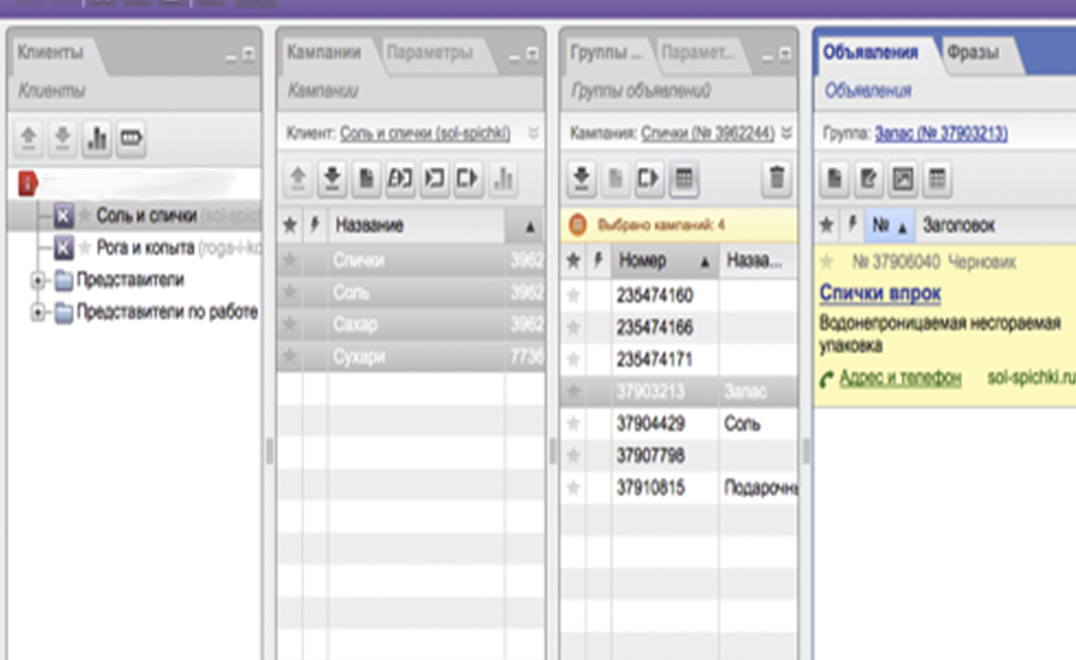 Клиенты
Клиенты
Соль и спички (sol-spich
Рога и копыта (roga-i-ko
Представители
Представители по работе
Кампании Параметры
Кампании
Клиент: Соль и спички (sol-spichki)
Название
Спички 3962
Соль 3962
Сахар 3962
Сухари 7736
Группы ... Парамет...
Группы объявлений
Кампания: Спички (№ 3962244)
Выбрано кампаний: 4
Номер Назва...
235474160
235474166
235474171
37903213 Запас
37904429 Соль
37907798
37910815 Подарочнь
Объявления Фразы
Объявления
Группа: Запас (№ 37903213)
№ Заголовок
№ 37906040 Черновик
Спички впрок
Водонепроницаемая несгораемая
упаковка
Адрес и телефон sol-spichki.ru